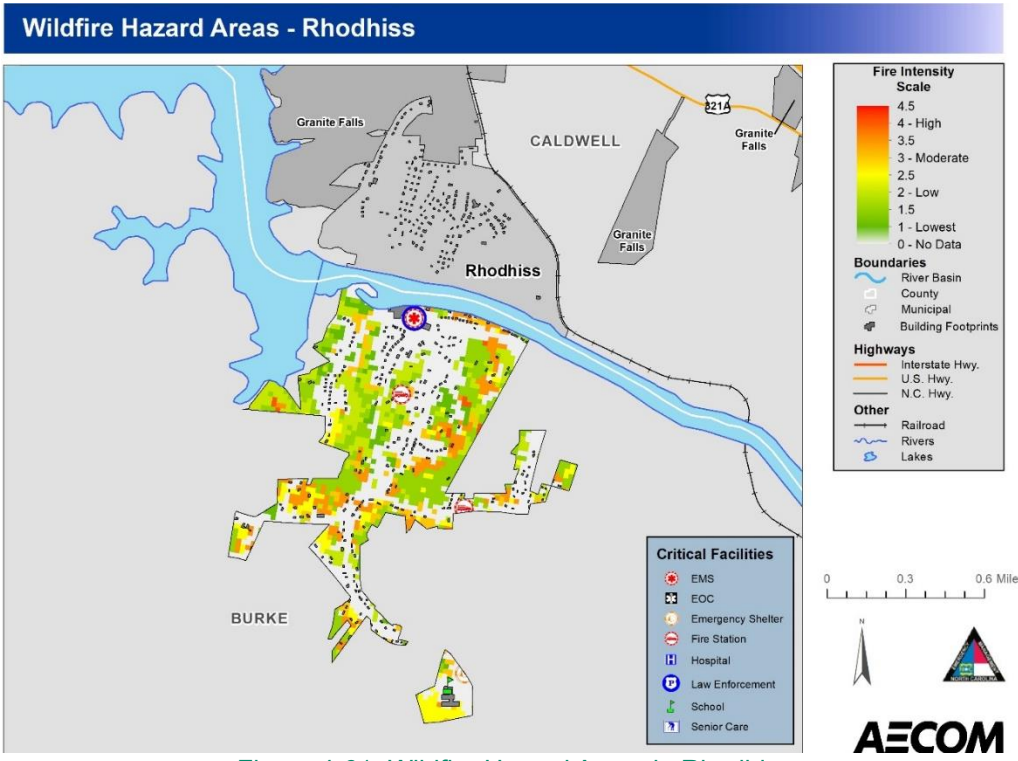 Wildfire Hazard Areas - Rhodhiss
Granite Falls
CALDWELL
321A
Granite
Falls
Granite
Falls
Rhodhiss
BURKE
Fire Intensity
Scale
4.5
4 - High
3.5
3 - Moderate
2.5
2 - Low
1.5
1 - Lowest
0 - No Data
Boundaries
River Basin
County
Municipal
Building Footprints
Highways
Interstate Hwy.
U.S. Hwy.
N.C. Hwy.
Other
Railroad
Rivers
Lakes
Critical Facilities
EMS
EOC
Emergency Shelter
Fire Station
Hospital
Law Enforcement
School
Senior Care
0 0.3 0.6 Mile
N
NORTH CAROLINA
AECOM